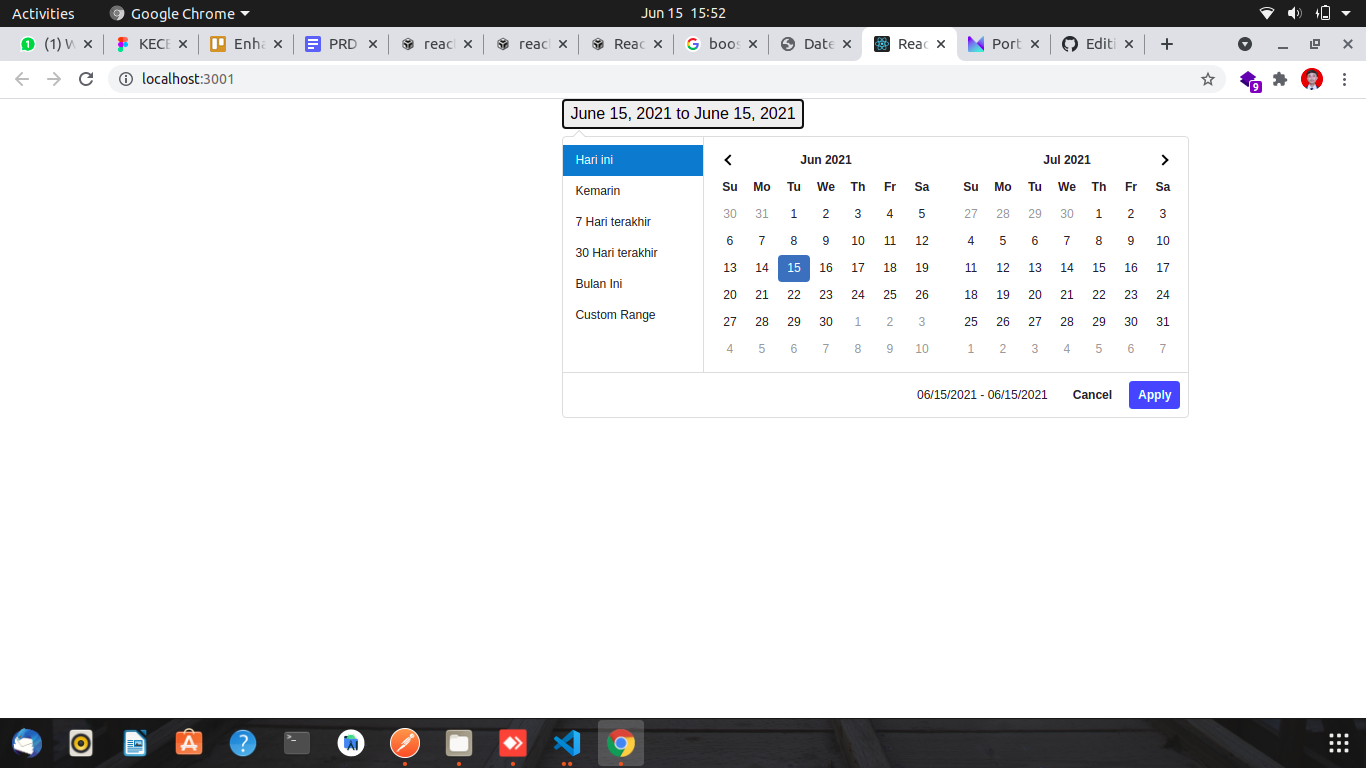 Activities Google Chrome Jun 15 15:52
(1) W KECE Enha PRD reac reac Reac boos Date Reac Port Editi
localhost:3001 9
June 15, 2021 to June 15, 2021
Hari ini
Kemarin
7 Hari terakhir
30 Hari terakhir
Bulan Ini
Custom Range
Jun 2021
Su Mo Tu We Th Fr Sa
30 31 1 2 3 4 5
6 7 8 9 10 11 12
13 14 15 16 17 18 19
20 21 22 23 24 25 26
27 28 29 30 1 2 3
4 5 6 7 8 9 10
Jul 2021
Su Mo Tu We Th Fr Sa
27 28 29 30 1 2 3
4 5 6 7 8 9 10
11 12 13 14 15 16 17
18 19 20 21 22 23 24
25 26 27 28 29 30 31
1 2 3 4 5 6 7
06/15/2021 - 06/15/2021 Cancel Apply